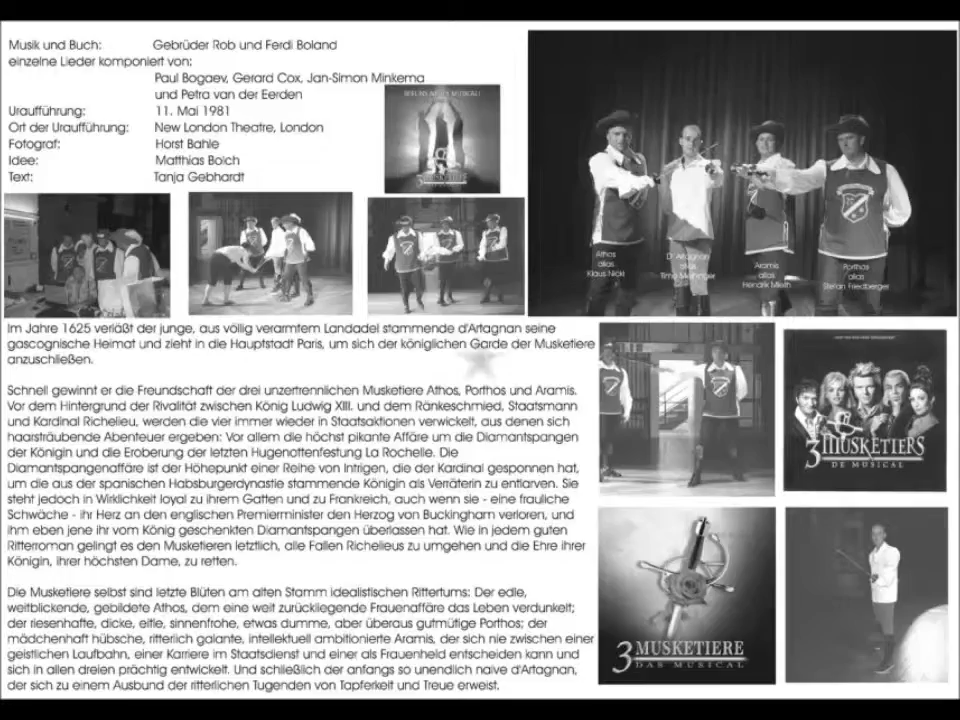 Musik und Buch: Gebrüder Rob und Ferdi Boland
einzelne Lieder komponiert von:
Paul Bogaev, Gerard Cox, Jan-Simon Minkema
und Petra van der Eerden
Uraufführung: 11. Mai 1981
Ort der Uraufführung: New London Theatre, London
Fotograf: Horst Bahle
Idee: Matthias Boich
Text: Tanja Gebhardt
3 MUSKETIERE
Athos
alias
Klaus Nickl
D'Artagnan
alias
Aramis
alias
Hendrik
Porthos
alias
Stefan Friedberger
Im Jahre 1625 verläßt der junge, aus völlig verarmtem Landadel stammende d'Artagnan seine
gascognische Heimat und zieht in die Hauptstadt Paris, um sich der königlichen Garde der Musketiere
anzuschließen.
Schnell gewinnt er die Freundschaft der drei unzertrennlichen Musketiere Athos, Porthos und Aramis.
Vor dem Hintergrund der Rivalität zwischen König Ludwig XIII. und dem Ränkeschmied, Staatsmann
und Kardinal Richelieu, werden die vier immer wieder in Staatsaktionen verwickelt, aus denen sich
haarsträubende Abenteuer ergeben: Vor allem die höchst pikante Affäre um die Diamantspangen
der Königin und die Eroberung der letzten Hugenottenfestung La Rochelle. Die
Diamantspangenaffäre ist der Höhepunkt einer Reihe von Intrigen, die der Kardinal gesponnen hat,
um die aus der spanischen Habsburgerdynastie stammende Königin als Verräterin zu entlarven. Sie
steht jedoch in Wirklichkeit loyal zu ihrem Gatten und zu Frankreich, auch wenn sie - eine frauliche
Schwäche - ihr Herz an den englischen Premierminister den Herzog von Buckingham verloren, und
ihm eben jene ihr vom König geschenkten Diamantspangen überlassen hat. Wie in jedem guten
Ritterroman gelingt es den Musketieren letztlich, alle Fallen Richelieus zu umgehen und die Ehre ihrer
Königin, ihrer höchsten Dame, zu retten.
Die Musketiere selbst sind letzte Blüten am alten Stamm idealistischen Rittertums: Der edle,
weitblickende, gebildete Athos, dem eine weit zurückliegende Frauenaffäre das Leben verdunkelt;
der riesenhafte, dicke, eitle, sinnenfrohe, etwas dumme, aber überaus gutmütige Porthos; der
mädchenhaft hübsche, ritterlich galante, intellektuell ambitionierte Aramis, der sich nie zwischen einer
geistlichen Laufbahn, einer Karriere im Staatsdienst und einer als Frauenheld entscheiden kann und
sich in allen dreien prächtig entwickelt. Und schließlich der anfangs so unendlich naive d'Artagnan,
der sich zu einem Ausbund der ritterlichen Tugenden von Tapferkeit und Treue erweist.
3 MUSKETIERS
DE MUSICAL
3 MUSKETIERE
DAS MUSICAL